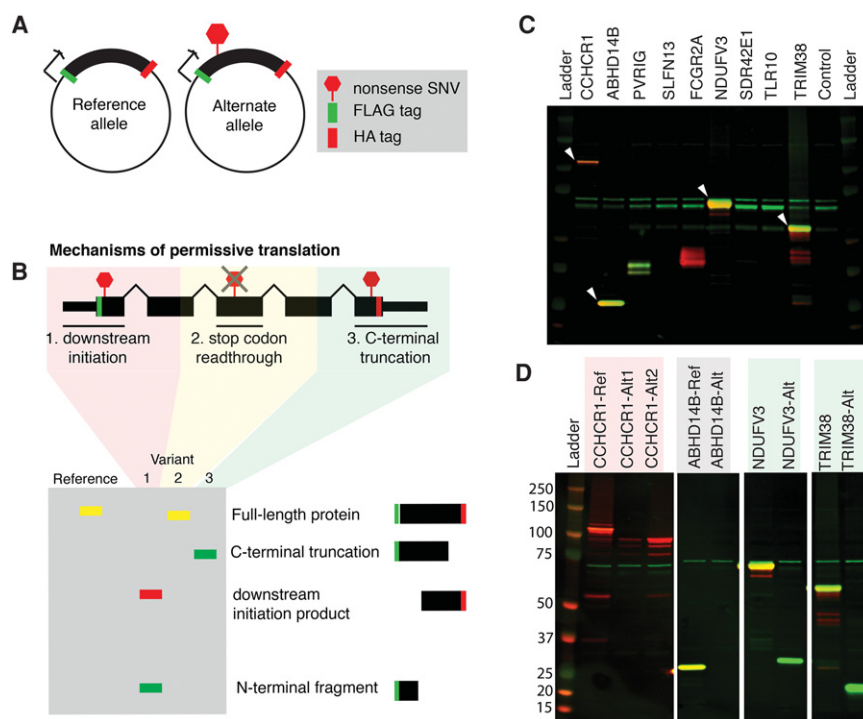 A
Reference
allele
Alternate
allele
nonsense SNV
FLAG tag
HA tag
B
Mechanisms of permissive translation
1. downstream
initiation
2. stop codon
readthrough
3. C-terminal
truncation
Variant
Reference 1 2 3
Full-length protein
C-terminal truncation
downstream
initiation product
N-terminal fragment
C
Ladder
CCHCR1
ABHD14B
PVRIG
SLFN13
FCGR2A
NDUFV3
SDR42E1
TLR10
TRIM38
Control
Ladder
D
Ladder
CCHCR1-Ref
CCHCR1-Alt1
CCHCR1-Alt2
ABHD14B-Ref
ABHD14B-Alt
NDUFV3
NDUFV3-Alt
TRIM38
TRIM38-Alt
250
150
100
75
50
37
25
20
15